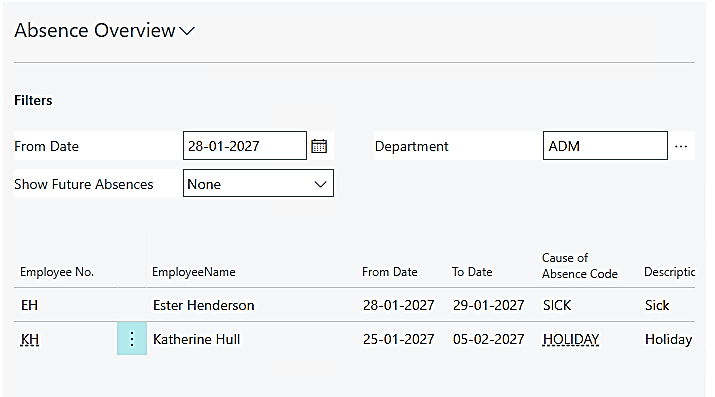 Absence Overview
Filters
From Date 28-01-2027 Department ADM ...
Show Future Absences None
Employee No. EmployeeName From Date To Date Cause of Absence Code Descriptic
EH Ester Henderson 28-01-2027 29-01-2027 SICK Sick
KH Katherine Hull 25-01-2027 05-02-2027 HOLIDAY Holiday